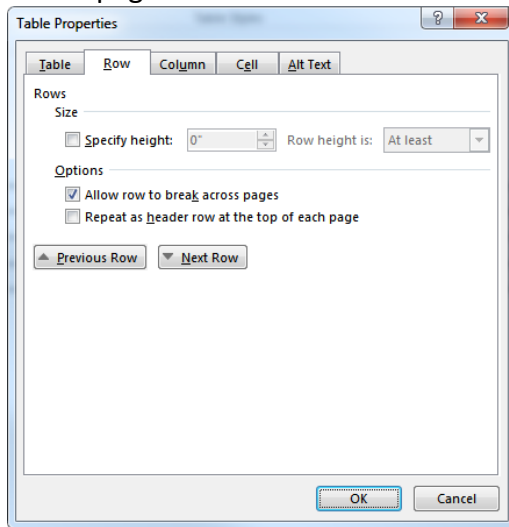 Table Properties
Table Row Column Cell Alt Text
Rows
Size
Specify height: 0" Row height is: At least
Options
Allow row to break across pages
Repeat as header row at the top of each page
Previous Row Next Row
OK Cancel